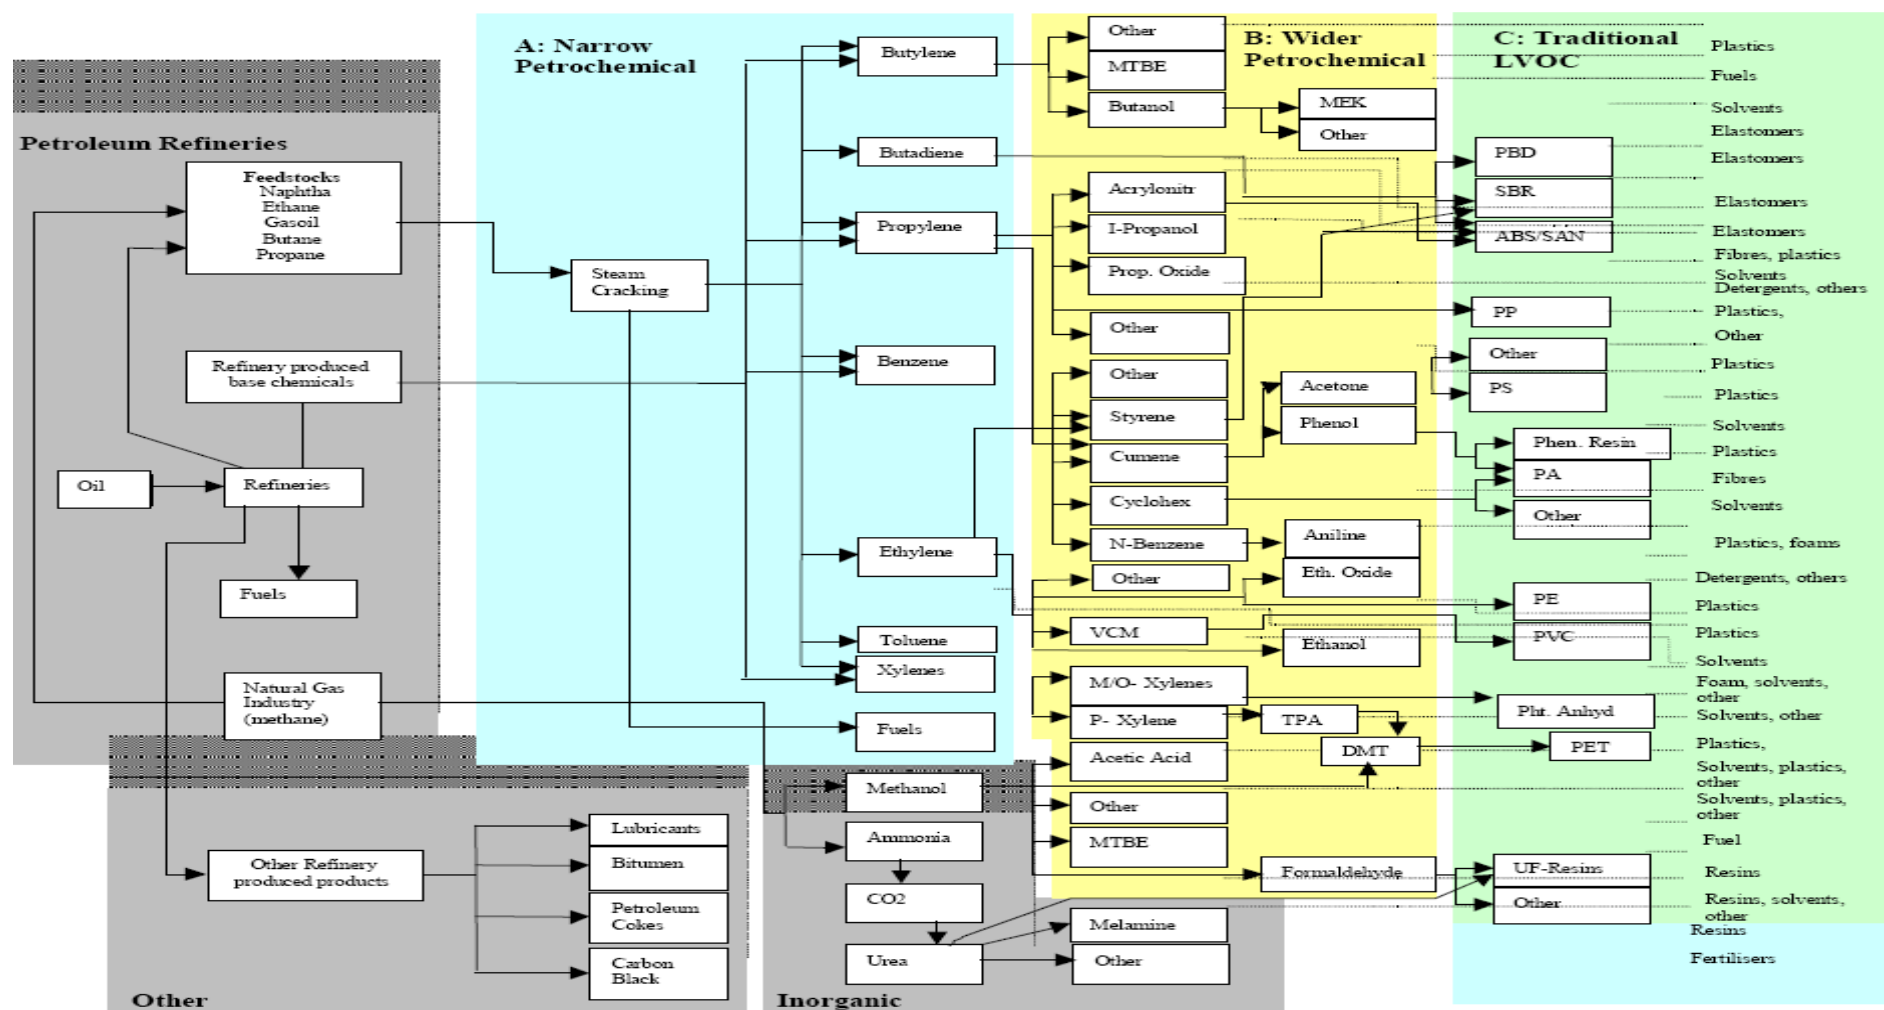 A: Narrow
Petrochemical
B: Wider
Petrochemical
C: Traditional
LVOC
Petroleum Refineries
Feedstocks
Naphtha
Ethane
Gasoil
Butane
Propane
Refinery produced
base chemicals
Oil
Refineries
Fuels
Natural Gas
Industry
(methane)
Other Refinery
produced products
Lubricants
Bitumen
Petroleum
Cokes
Carbon
Black
Other
Steam
Cracking
Butylene
Butadiene
Propylene
Benzene
Ethylene
Toluene
Xylenes
Fuels
Methanol
Ammonia
CO2
Urea
Inorganic
Other
MTBE
Butanol
MEK
Other
Acrylonitr
I-Propanol
Prop. Oxide
Other
Other
Styrene
Cumene
Cyclohex
N-Benzene
Other
VCM
Acetone
Phenol
Aniline
Eth. Oxide
Ethanol
M/O- Xylenes
P- Xylene
TPA
DMT
Acetic Acid
Other
MTBE
Formaldehyde
Melamine
Other
PBD
SBR
ABS/SAN
PP
Other
PS
Phen. Resin
PA
Other
PE
PVC
Pht. Anhyd
PET
UF-Resins
Other
Plastics
Fuels
Solvents
Elastomers
Elastomers
Elastomers
Elastomers
Fibres, plastics
Solvents
Detergents, others
Plastics,
Other
Plastics
Plastics
Solvents
Plastics
Fibres
Solvents
Plastics, foams
Detergents, others
Plastics
Plastics
Solvents
Foam, solvents,
other
Solvents, other
Plastics,
Solvents, plastics,
other
Solvents, plastics,
other
Fuel
Resins
Resins, solvents,
other
Resins
Fertilisers